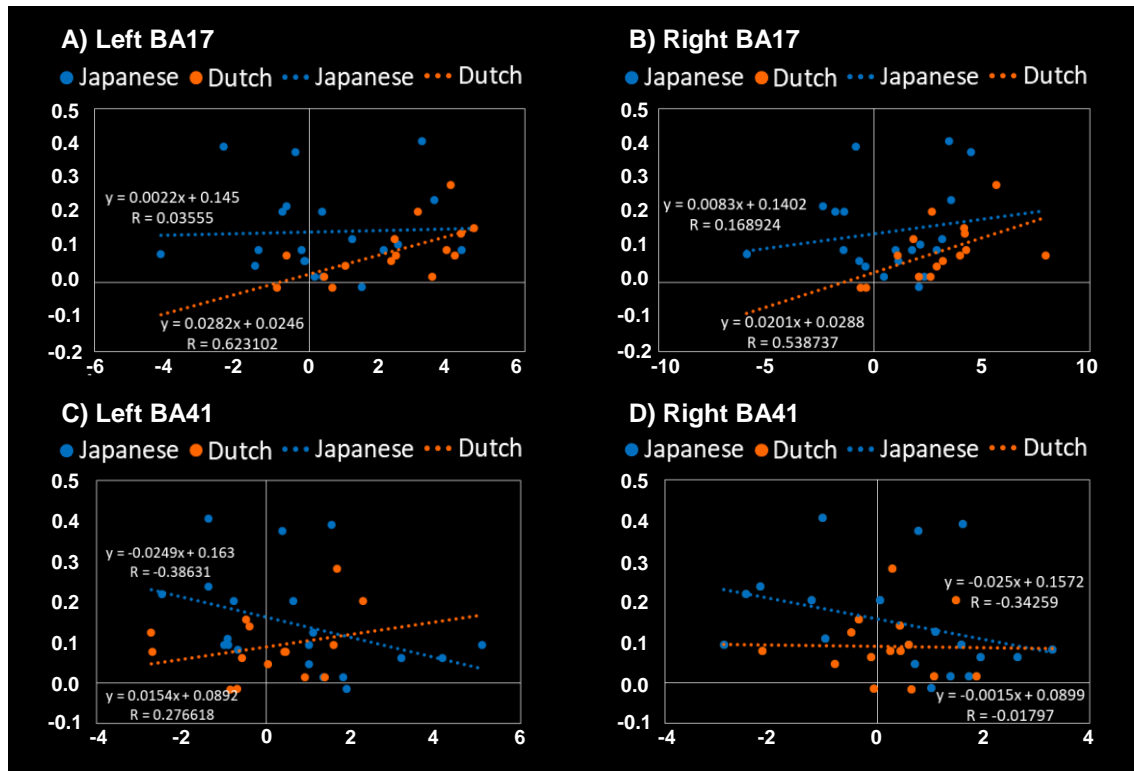 A) Left BA17
Japanese Dutch Japanese Dutch
0.5
0.4
0.3
0.2
0.1
0.0
-0.1
-0.2
y = 0.0022x + 0.145
R = 0.03555
y = 0.0282x + 0.0246
R = 0.623102
-6 -4 -2 0 2 4 6
B) Right BA17
Japanese Dutch Japanese Dutch
0.5
0.4
0.3
0.2
0.1
0.0
-0.1
-0.2
y = 0.0083x + 0.1402
R = 0.168924
y = 0.0201x + 0.0288
R = 0.538737
-10 -5 0 5 10
C) Left BA41
Japanese Dutch Japanese Dutch
0.5
0.4
0.3
0.2
0.1
0.0
-0.1
y = -0.0249x + 0.163
R = -0.38631
y = 0.0154x + 0.0892
R = 0.276618
-4 -2 0 2 4 6
D) Right BA41
Japanese Dutch Japanese Dutch
0.5
0.4
0.3
0.2
0.1
0.0
-0.1
y = -0.025x + 0.1572
R = -0.34259
y = -0.0015x + 0.0899
R = -0.01797
-4 -2 0 2 4